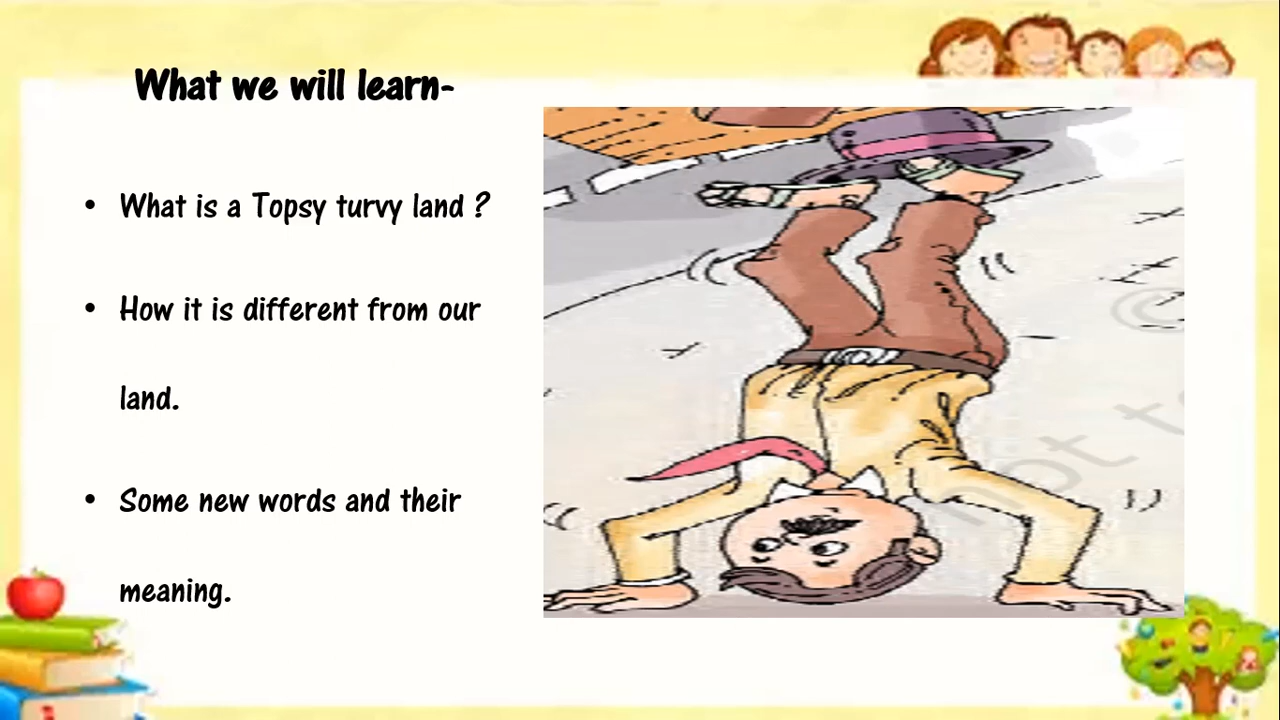 What we will learn-
• What is a Topsy turvy land ?
• How it is different from our
land.
• Some new words and their
meaning.
not t